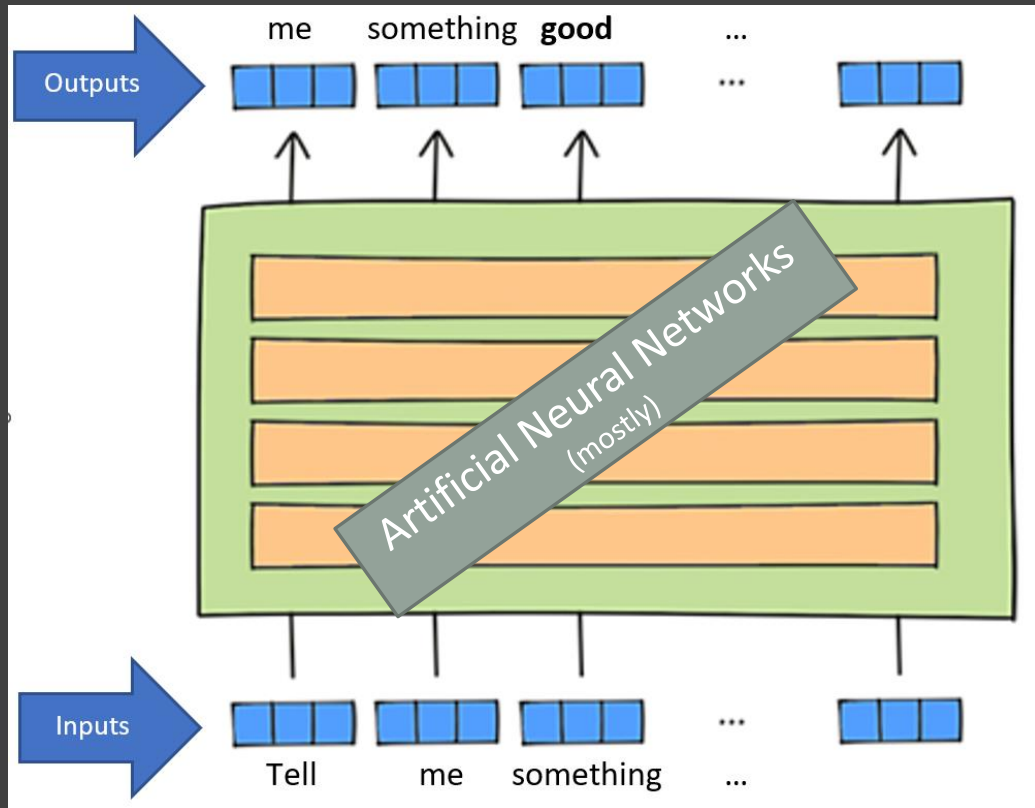 me something good ...
Outputs
...
Artificial Neural Networks
(mostly)
Inputs
...
Tell me something ...